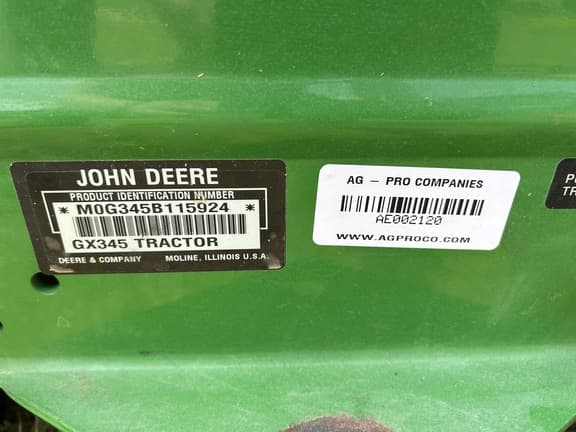 JOHN DEERE
PRODUCT IDENTIFICATION NUMBER
* M0G345B115924 *
GX345 TRACTOR
DEERE & COMPANY MOLINE, ILLINOIS U.S.A.
AG - PRO COMPANIES
AE002120
WWW.AGPROCO.COM